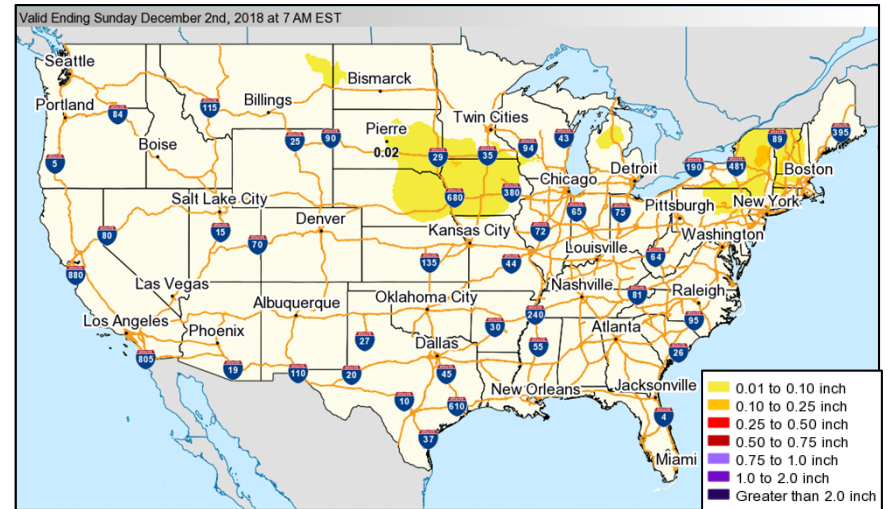 Valid Ending Sunday December 2nd, 2018 at 7 AM EST
Seattle
Bismarck
Portland
84
115
Billings
Twin Cities
43
89
395
5
Boise
25
90
Pierre
0.02
29
35
94
190
481
Boston
Detroit
Chicago
Salt Lake City
680
380
65
75
Pittsburgh
New York
80
15
Denver
70
Kansas City
72
Washington
880
135
44
Louisville
64
Las Vegas
Nashville
81
Raleigh
Albuquerque
Oklahoma City
240
95
Los Angeles
Phoenix
27
30
Atlanta
805
Dallas
55
26
19
110
20
45
New Orleans
Jacksonville
10
610
4
37
Miami
0.01 to 0.10 inch
0.10 to 0.25 inch
0.25 to 0.50 inch
0.50 to 0.75 inch
0.75 to 1.0 inch
1.0 to 2.0 inch
Greater than 2.0 inch